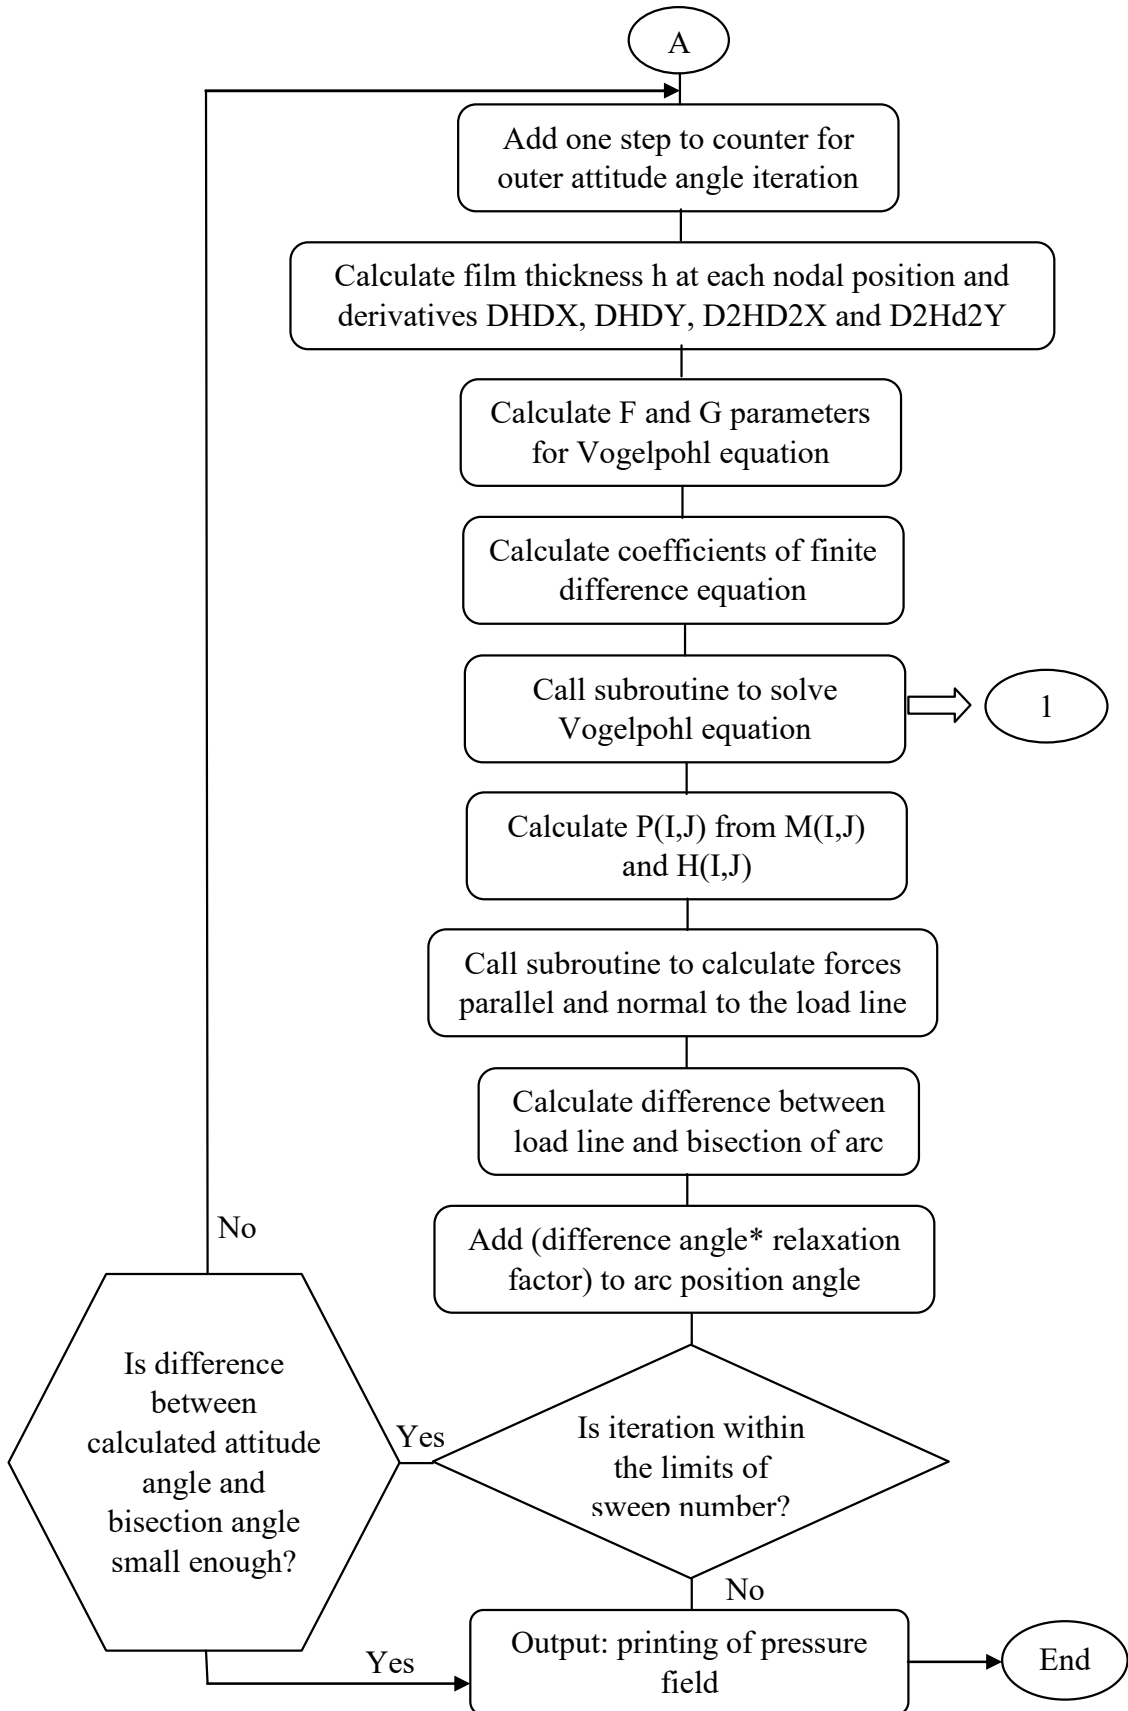 A
Add one step to counter for
outer attitude angle iteration
Calculate film thickness h at each nodal position and
derivatives DHDX, DHDY, D2HD2X and D2Hd2Y
Calculate F and G parameters
for Vogelpohl equation
Calculate coefficients of finite
difference equation
Call subroutine to solve
Vogelpohl equation
1
Calculate P(I,J) from M(I,J)
and H(I,J)
Call subroutine to calculate forces
parallel and normal to the load line
Calculate difference between
load line and bisection of arc
No
Add (difference angle* relaxation
factor) to arc position angle
Is difference
between
calculated attitude
angle and
bisection angle
small enough?
Yes
Is iteration within
the limits of
sweep number?
No
Yes
Output: printing of pressure
field
End